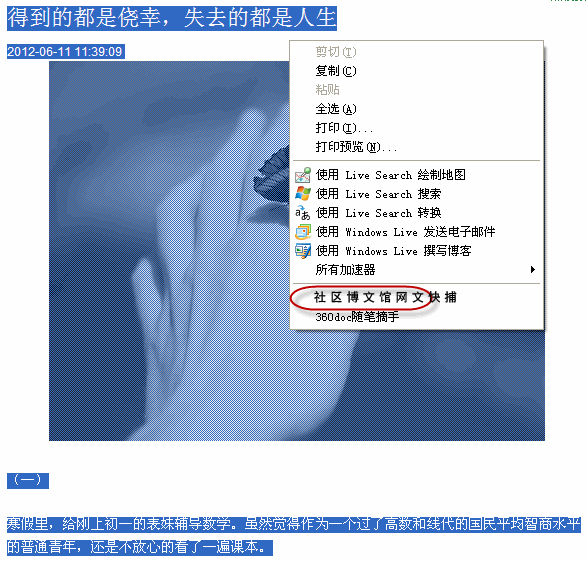 得到的都是侥幸，失去的都是人生
2012-06-11 11:39:09
剪切(T)
复制(C)
粘贴
全选(A)
打印(I)...
打印预览(N)...
使用 Live Search 绘制地图
使用 Live Search 搜索
使用 Live Search 转换
使用 Windows Live 发送电子邮件
使用 Windows Live 撰写博客
所有加速器
社区博文馆网文快捕
360doc随笔摘手
（一）
寒假里，给刚上初一的表妹辅导数学。虽然觉得作为一个过了高数和线代的国民平均智商水平
的普通青年，还是不放心的看了一遍课本。